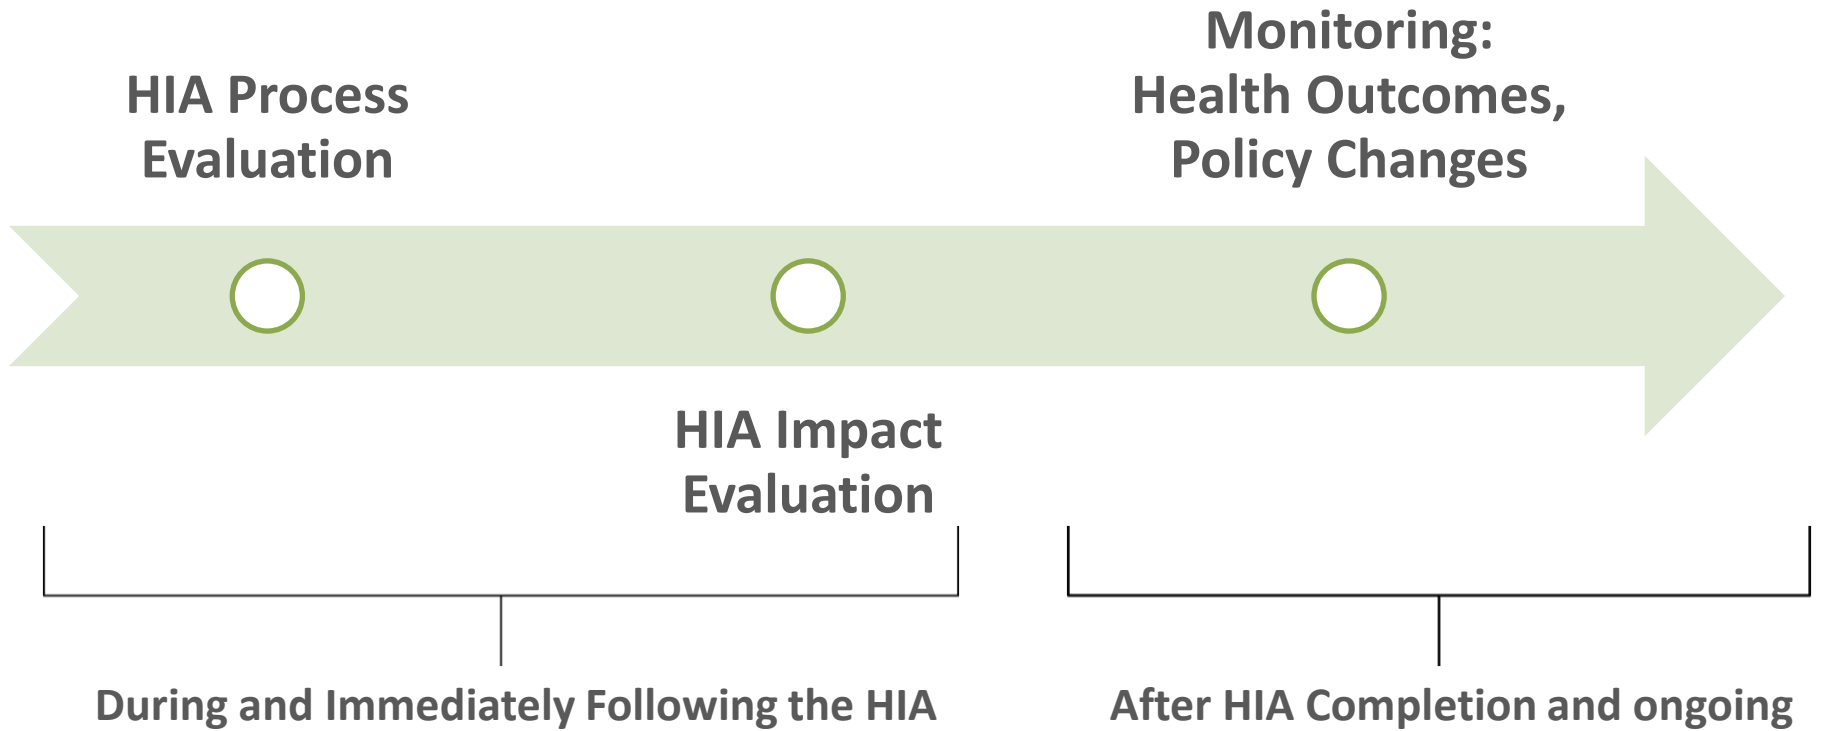 HIA Process
Evaluation
HIA Impact
Evaluation
Monitoring:
Health Outcomes,
Policy Changes
During and Immediately Following the HIA
After HIA Completion and ongoing